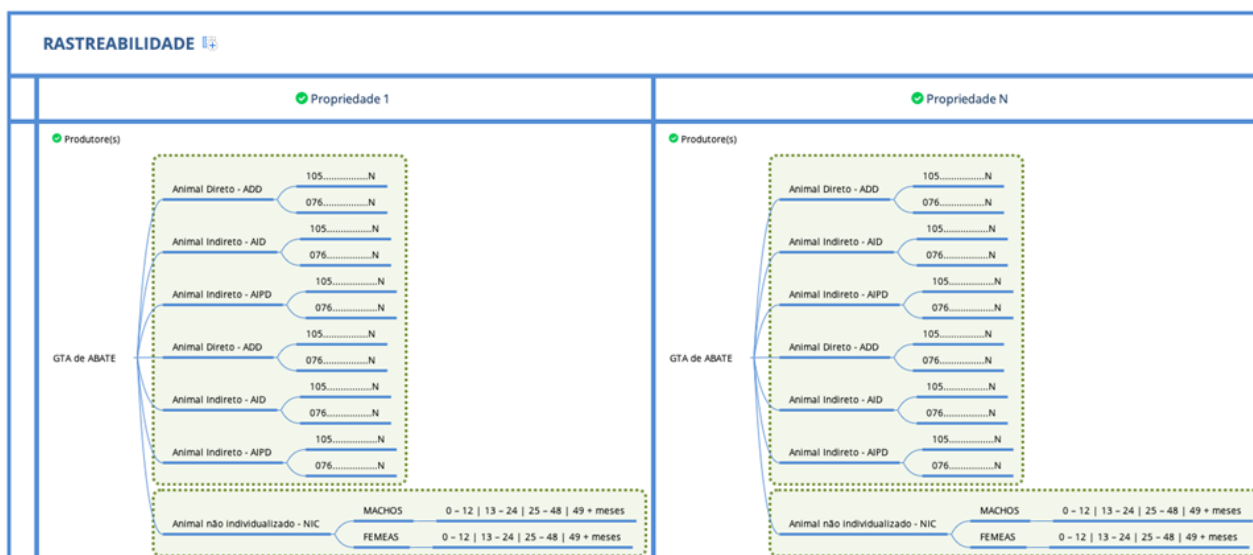 RASTREABILIDADE
Propriedade 1
Propriedade N
Produtore(s)
GTA de ABATE
Animal Direto - ADD
105................N
076................N
Animal Indireto - AID
105................N
076................N
Animal Indireto - AIPD
105................N
076................N
Animal Direto - ADD
105................N
076................N
Animal Indireto - AID
105................N
076................N
Animal Indireto - AIPD
105................N
076................N
Animal não individualizado - NIC
MACHOS
0 – 12 | 13 – 24 | 25 – 48 | 49 + meses
FEMEAS
0 – 12 | 13 – 24 | 25 – 48 | 49 + meses
Produtore(s)
GTA de ABATE
Animal Direto - ADD
105................N
076................N
Animal Indireto - AID
105................N
076................N
Animal Indireto - AIPD
105................N
076................N
Animal Direto - ADD
105................N
076................N
Animal Indireto - AID
105................N
076................N
Animal Indireto - AIPD
105................N
076................N
Animal não individualizado - NIC
MACHOS
0 – 12 | 13 – 24 | 25 – 48 | 49 + meses
FEMEAS
0 – 12 | 13 – 24 | 25 – 48 | 49 + meses